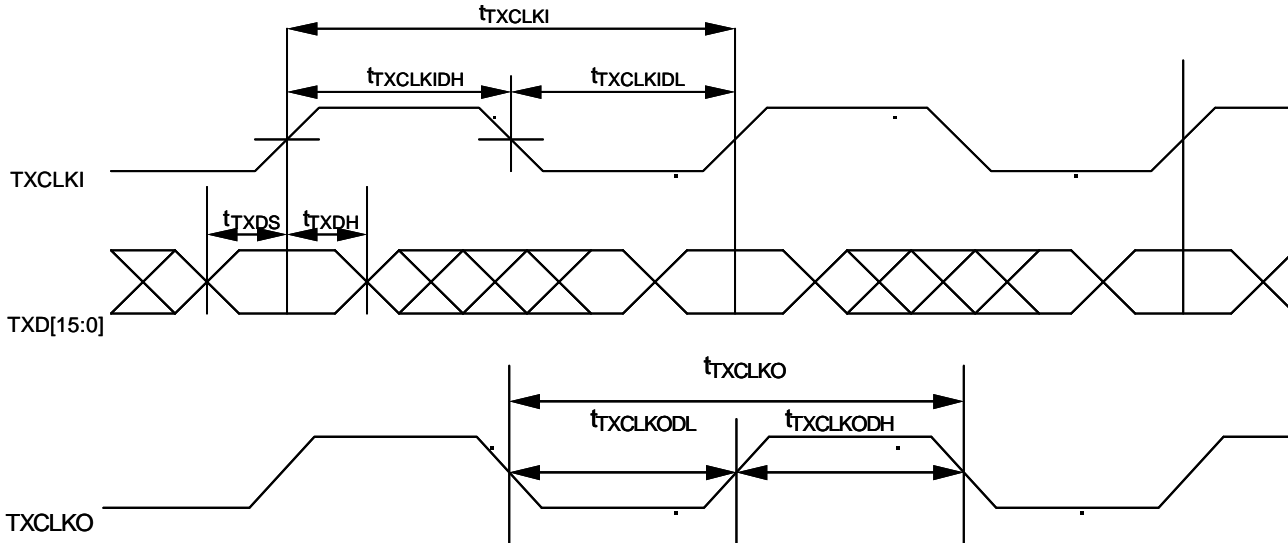 tTXCLKI
tTXCLKIDH tTXCLKIDL
TXCLKI
tTXDS tTXDH
TXD[15:0]
tTXCLKO
tTXCLKODL tTXCLKODH
TXCLKO